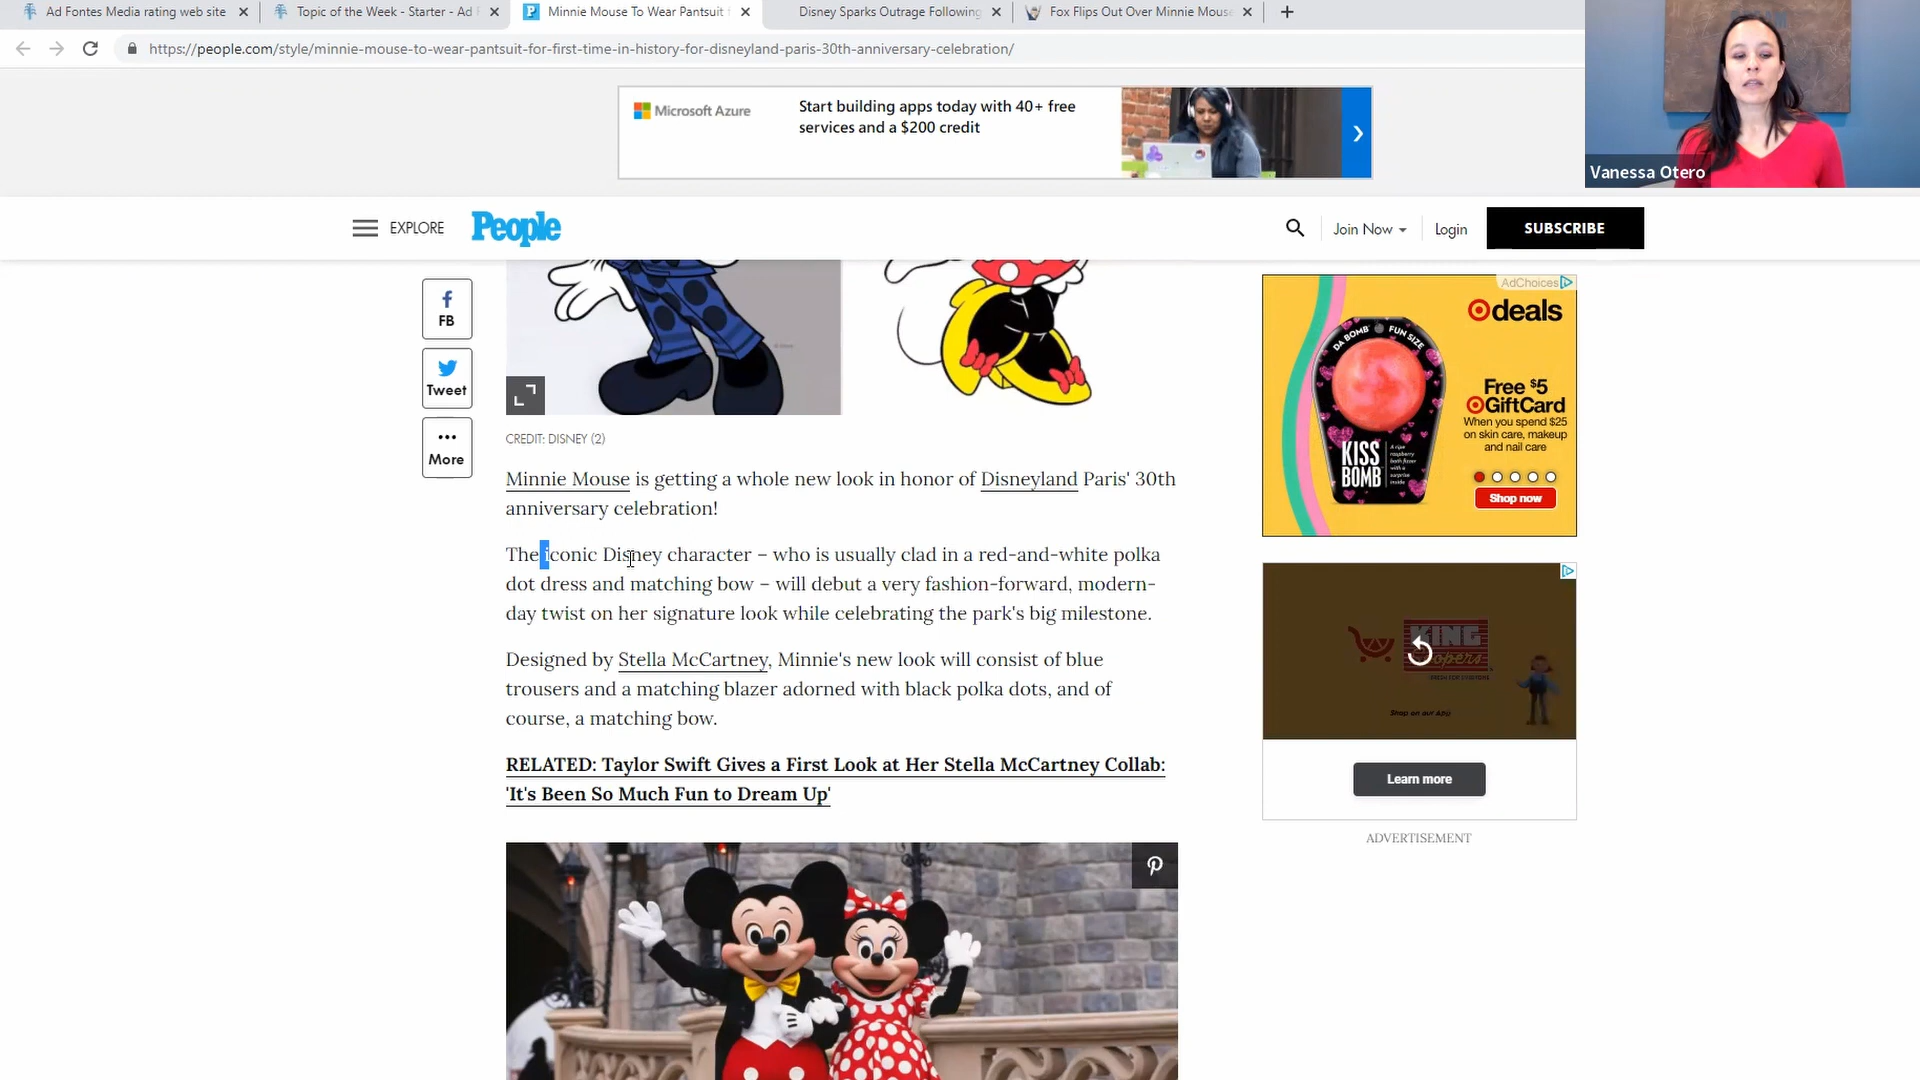 Ad Fontes Media rating web site
Topic of the Week - Starter - Ad F
Minnie Mouse To Wear Pantsuit f
Disney Sparks Outrage Following
Fox Flips Out Over Minnie Mouse
https://people.com/style/minnie-mouse-to-wear-pantsuit-for-first-time-in-history-for-disneyland-paris-30th-anniversary-celebration/
Vanessa Otero
Microsoft Azure
Start building apps today with 40+ free
services and a $200 credit
EXPLORE
People
Join Now
Login
SUBSCRIBE
FB
Tweet
More
CREDIT: DISNEY (2)
Minnie Mouse is getting a whole new look in honor of Disneyland Paris' 30th
anniversary celebration!
The iconic Disney character – who is usually clad in a red-and-white polka
dot dress and matching bow – will debut a very fashion-forward, modern-
day twist on her signature look while celebrating the park's big milestone.
Designed by Stella McCartney, Minnie's new look will consist of blue
trousers and a matching blazer adorned with black polka dots, and of
course, a matching bow.
RELATED: Taylor Swift Gives a First Look at Her Stella McCartney Collab:
'It's Been So Much Fun to Dream Up'
AdChoices
deals
DA BOMB FUN SIZE
KISS
BOMB
Free $5
GiftCard
When you spend $25
on skin care, makeup
and nail care
Shop now
KING
Soopers
Shop on our App
Learn more
ADVERTISEMENT